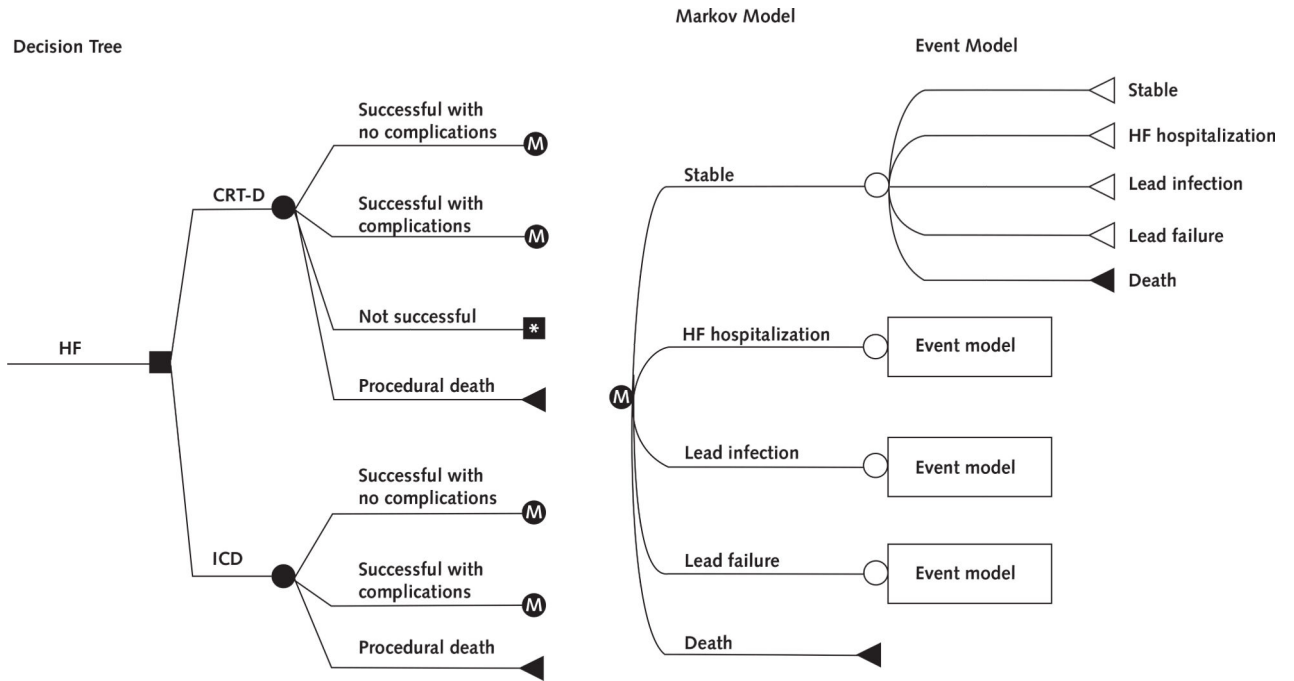 Decision Tree
HF
CRT-D
Successful with
no complications
M
Successful with
complications
M
Not successful
*
Procedural death
ICD
Successful with
no complications
M
Successful with
complications
M
Procedural death
Markov Model
Event Model
M
Stable
Stable
HF hospitalization
Lead infection
Lead failure
Death
HF hospitalization
Event model
Lead infection
Event model
Lead failure
Event model
Death